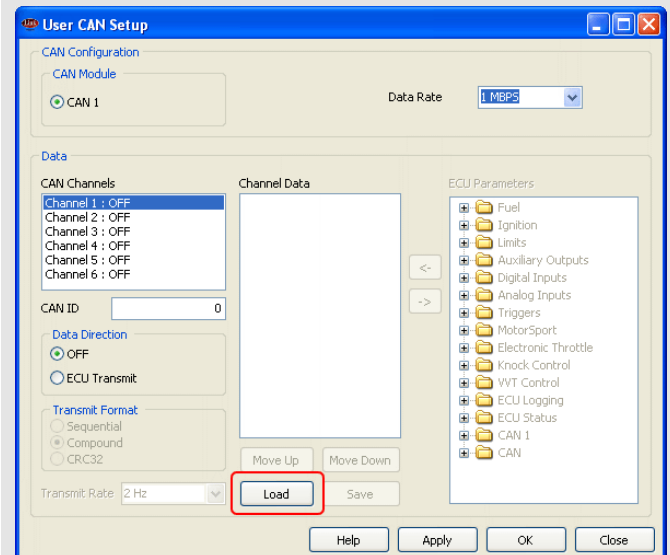 User CAN Setup
CAN Configuration
CAN Module
CAN 1
Data Rate
1 MBPS
Data
CAN Channels
Channel 1 : OFF
Channel 2 : OFF
Channel 3 : OFF
Channel 4 : OFF
Channel 5 : OFF
Channel 6 : OFF
CAN ID
0
Data Direction
OFF
ECU Transmit
Transmit Format
Sequential
Compound
CRC32
Transmit Rate
2 Hz
Channel Data
Move Up
Move Down
Load
Save
<-
->
ECU Parameters
Fuel
Ignition
Limits
Auxiliary Outputs
Digital Inputs
Analog Inputs
Triggers
MotorSport
Electronic Throttle
Knock Control
VVT Control
ECU Logging
ECU Status
CAN 1
CAN
Help
Apply
OK
Close